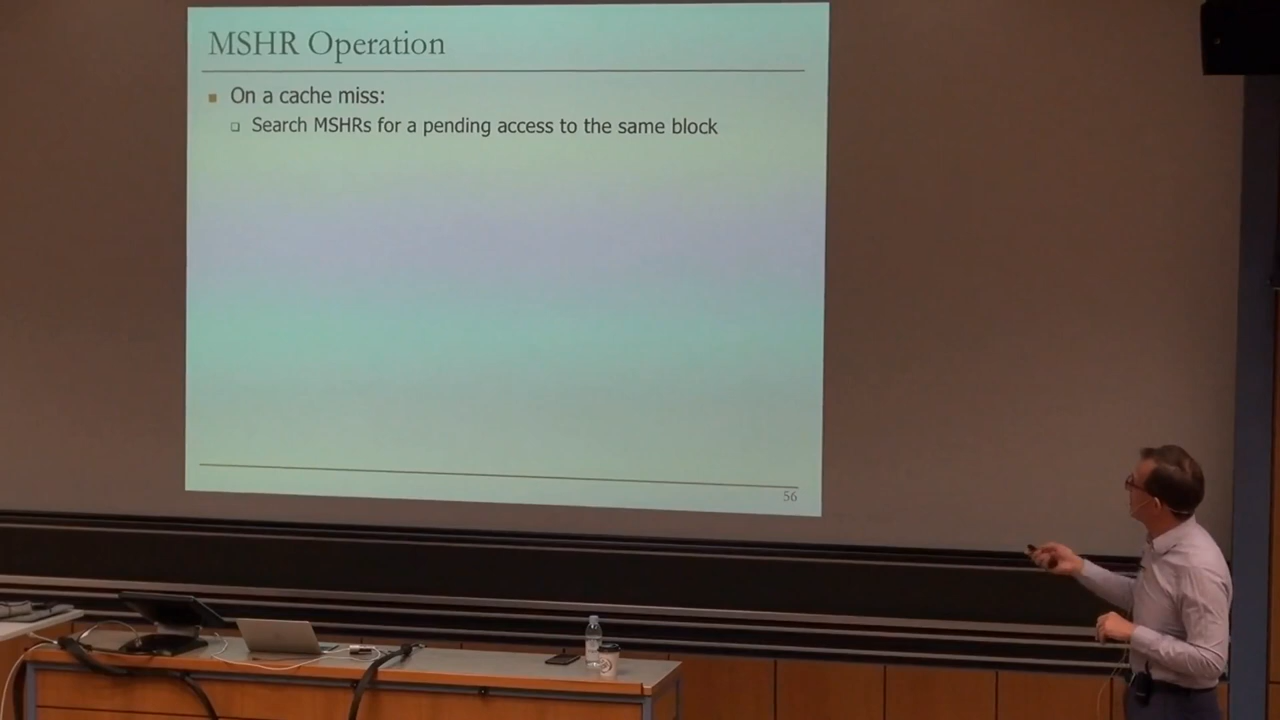 MSHR Operation
On a cache miss:
Search MSHRs for a pending access to the same block
56